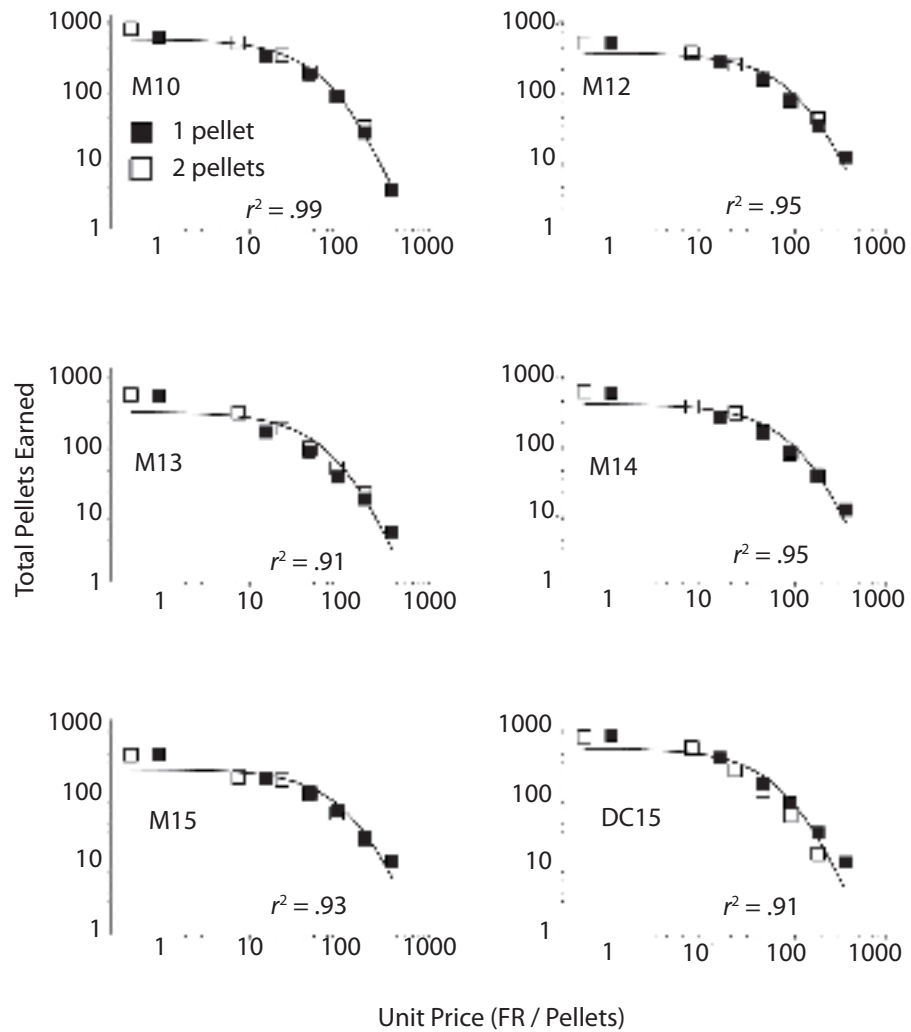 Total Pellets Earned
1000
100
10
1
M10
1 pellet
2 pellets
r² = .99
1 10 100 1000
1000
100
10
1
M12
r² = .95
1 10 100 1000
1000
100
10
1
M13
r² = .91
1 10 100 1000
1000
100
10
1
M14
r² = .95
1 10 100 1000
1000
100
10
1
M15
r² = .93
1 10 100 1000
1000
100
10
1
DC15
r² = .91
1 10 100 1000
Unit Price (FR / Pellets)